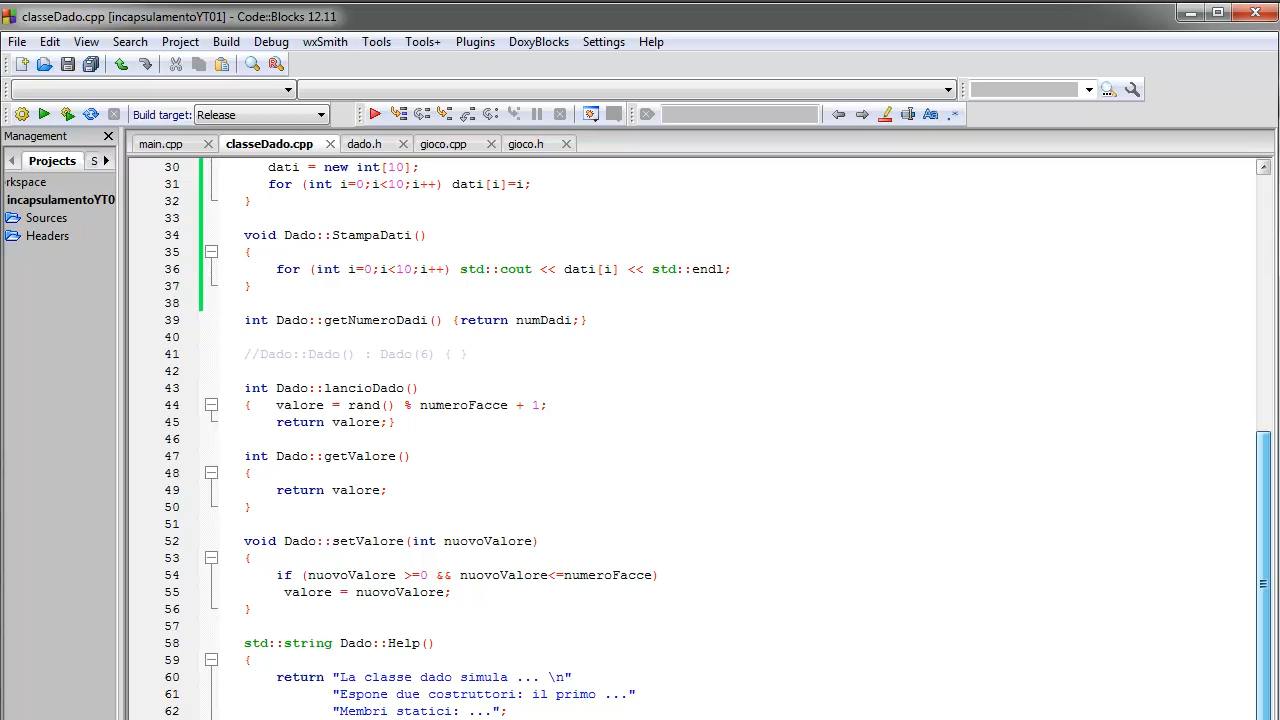 classeDado.cpp [incapsulamentoYT01] - Code::Blocks 12.11
File Edit View Search Project Build Debug wxSmith Tools Tools+ Plugins DoxyBlocks Settings Help
Build target: Release
Management
Projects S
rkspace
incapsulamentoYT0
Sources
Headers
main.cpp classeDado.cpp dado.h gioco.cpp gioco.h
30 dati = new int[10];
31 for (int i=0;i<10;i++) dati[i]=i;
32 }
33
34 void Dado::StampaDati()
35 {
36 for (int i=0;i<10;i++) std::cout << dati[i] << std::endl;
37 }
38
39 int Dado::getNumeroDadi() {return numDadi;}
40
41 //Dado::Dado() : Dado(6) { }
42
43 int Dado::lancioDado()
44 { valore = rand() % numeroFacce + 1;
45 return valore;}
46
47 int Dado::getValore()
48 {
49 return valore;
50 }
51
52 void Dado::setValore(int nuovoValore)
53 {
54 if (nuovoValore >=0 && nuovoValore<=numeroFacce)
55 valore = nuovoValore;
56 }
57
58 std::string Dado::Help()
59 {
60 return "La classe dado simula ... \n"
61 "Espone due costruttori: il primo ..."
62 "Membri statici: ...";